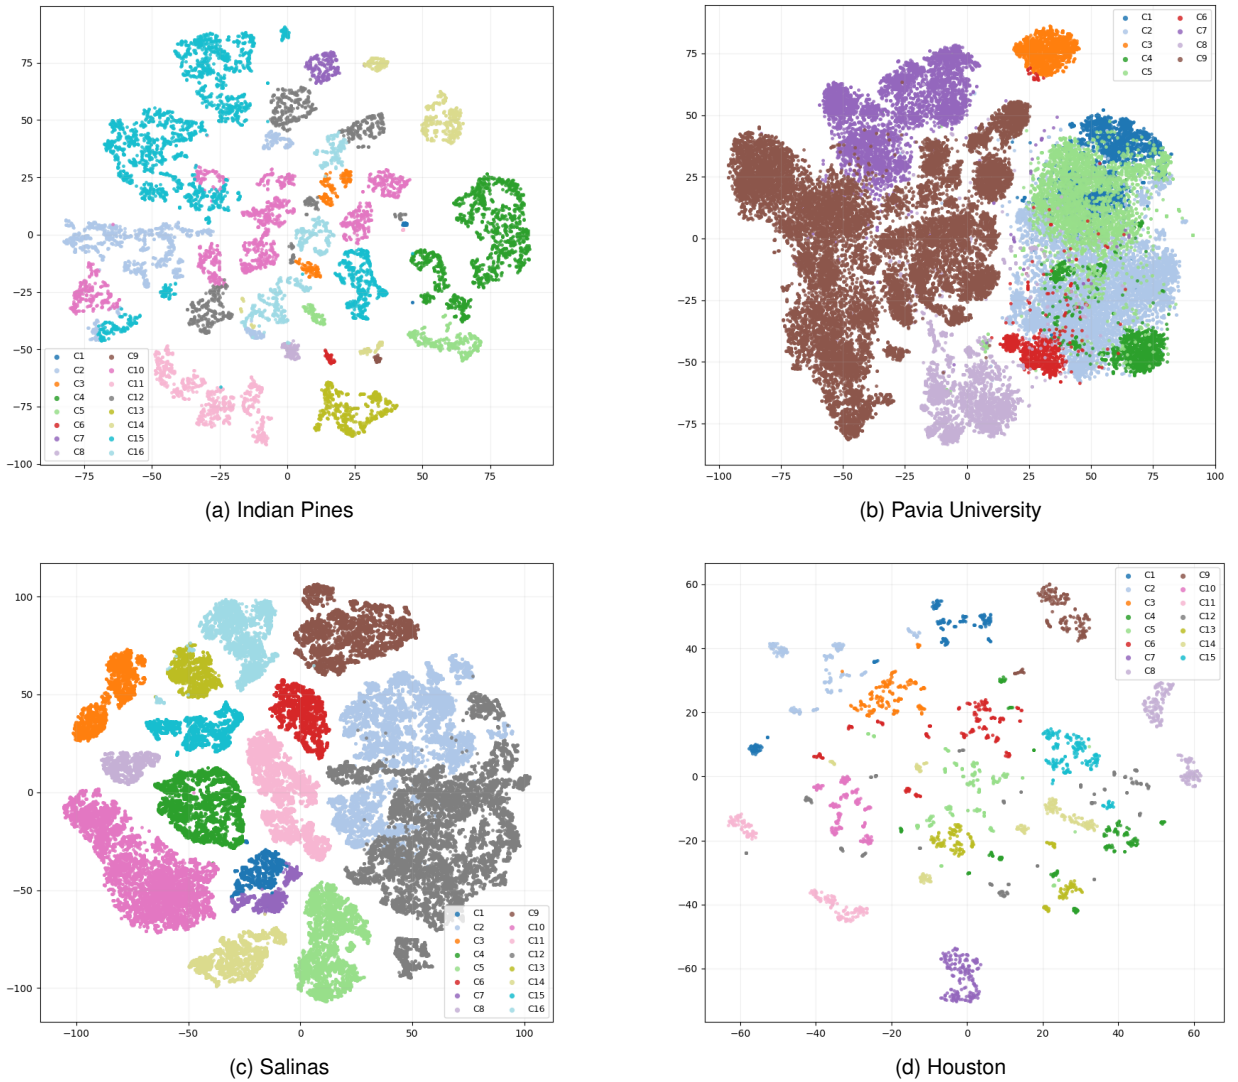 75
50
25
0
−25
−50
−75
−100
−75
−50
−25
0
25
50
75
C1
C2
C3
C4
C5
C6
C7
C8
C9
C10
C11
C12
C13
C14
C15
C16
(a) Indian Pines
75
50
25
0
−25
−50
−75
−100
−75
−50
−25
0
25
50
75
100
C1
C2
C3
C4
C5
C6
C7
C8
C9
(b) Pavia University
100
50
0
−50
−100
−100
−50
0
50
100
C1
C2
C3
C4
C5
C6
C7
C8
C9
C10
C11
C12
C13
C14
C15
C16
(c) Salinas
60
40
20
0
−20
−40
−60
−60
−40
−20
0
20
40
60
C1
C2
C3
C4
C5
C6
C7
C8
C9
C10
C11
C12
C13
C14
C15
(d) Houston